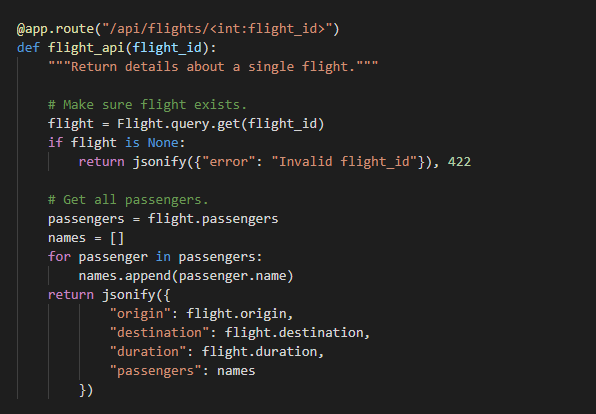 @app.route("/api/flights/<int:flight_id>")
def flight_api(flight_id):
    """Return details about a single flight."""

    # Make sure flight exists.
    flight = Flight.query.get(flight_id)
    if flight is None:
        return jsonify({"error": "Invalid flight_id"}), 422

    # Get all passengers.
    passengers = flight.passengers
    names = []
    for passenger in passengers:
        names.append(passenger.name)
    return jsonify({
            "origin": flight.origin,
            "destination": flight.destination,
            "duration": flight.duration,
            "passengers": names
        })